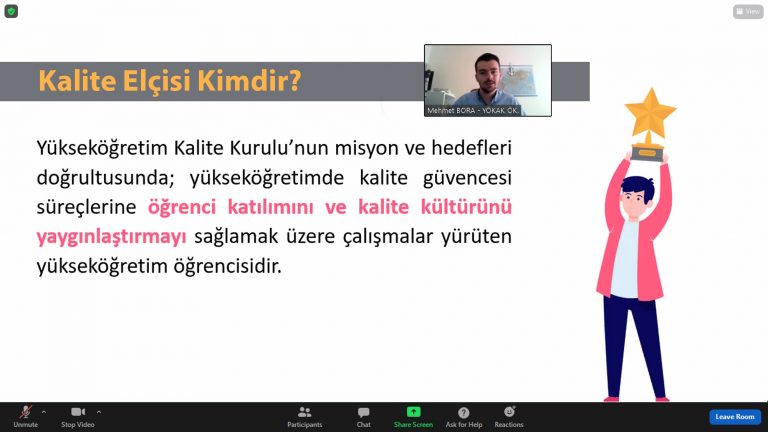 View
Kalite Elçisi Kimdir?
Mehmet BORA - YÖKAK ÖK.
Yükseköğretim Kalite Kurulu’nun misyon ve hedefleri
doğrultusunda; yükseköğretimde kalite güvencesi
süreçlerine öğrenci katılımını ve kalite kültürünü
yaygınlaştırmayı sağlamak üzere çalışmalar yürüten
yükseköğretim öğrencisidir.
Unmute
Stop Video
Participants
Chat
Share Screen
Ask for Help
Reactions
Leave Room